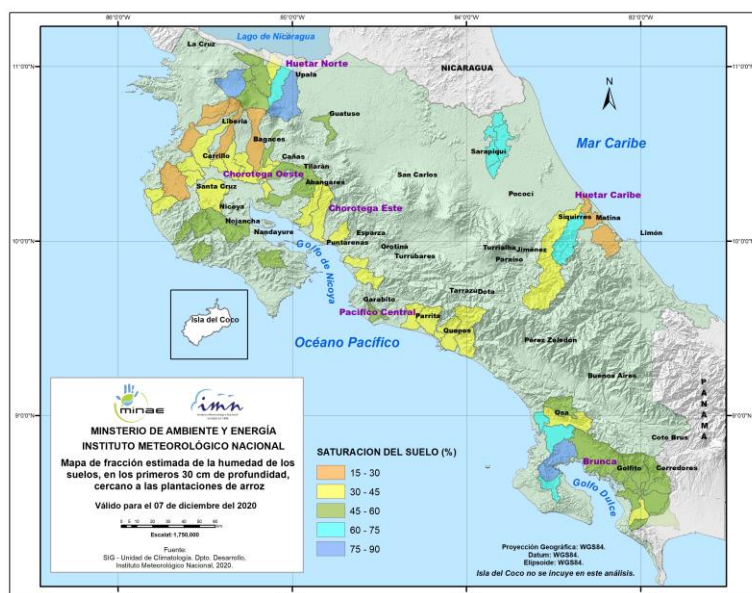 86°0'0"W 85°0'0"W 84°0'0"W 83°0'0"W
Lago de Nicaragua
La Cruz
11°0'0"N
Huetar Norte
Upala
NICARAGUA
N
Guatuso
Liberia
Bagaces
Mar Caribe
Cañas
Sarapiquí
Carrillo
Tilarán
Chorotega Oeste
Abangares
San Carlos
Santa Cruz
Pococí
Huetar Caribe
Nicoya
Chorotega Este
Siquirres
Matina
Hojancha
Esparza
Limón
Nandayure
Puntarenas
10°0'0"N
Orotina
Turrialba
Jiménez
Golfo de Nicoya
Turrubares
Paraíso
Garabito
Tarrazú
Dota
Isla del Coco
Pacifico Central
Parrita
Quepos
Océano Pacífico
Pérez Zeledón
Buenos Aires
PANAMA
9°0'0"N
Osa
Coto Brus
Brunca
Golfito
Corredores
Golfo Dulce
minae
imn
MINSTERIO DE AMBIENTE Y ENERGÍA
INSTITUTO METEOROLÓGICO NACIONAL
Mapa de fracción estimada de la humedad de los
suelos, en los primeros 30 cm de profundidad,
cercano a las plantaciones de arroz
Válido para el 07 de diciembre del 2020
Escala1:1,750,000
Fuente:
SIG - Unidad de Climatología. Dpto. Desarrollo,
Instituto Meteorológico Nacional, 2020.
SATURACION DEL SUELO (%)
15 - 30
30 - 45
45 - 60
60 - 75
75 - 90
Proyección Geográfica: WGS84.
Datum: WGS84.
Elipsoide: WGS84.
Isla del Coco no se incuye en este análisis.